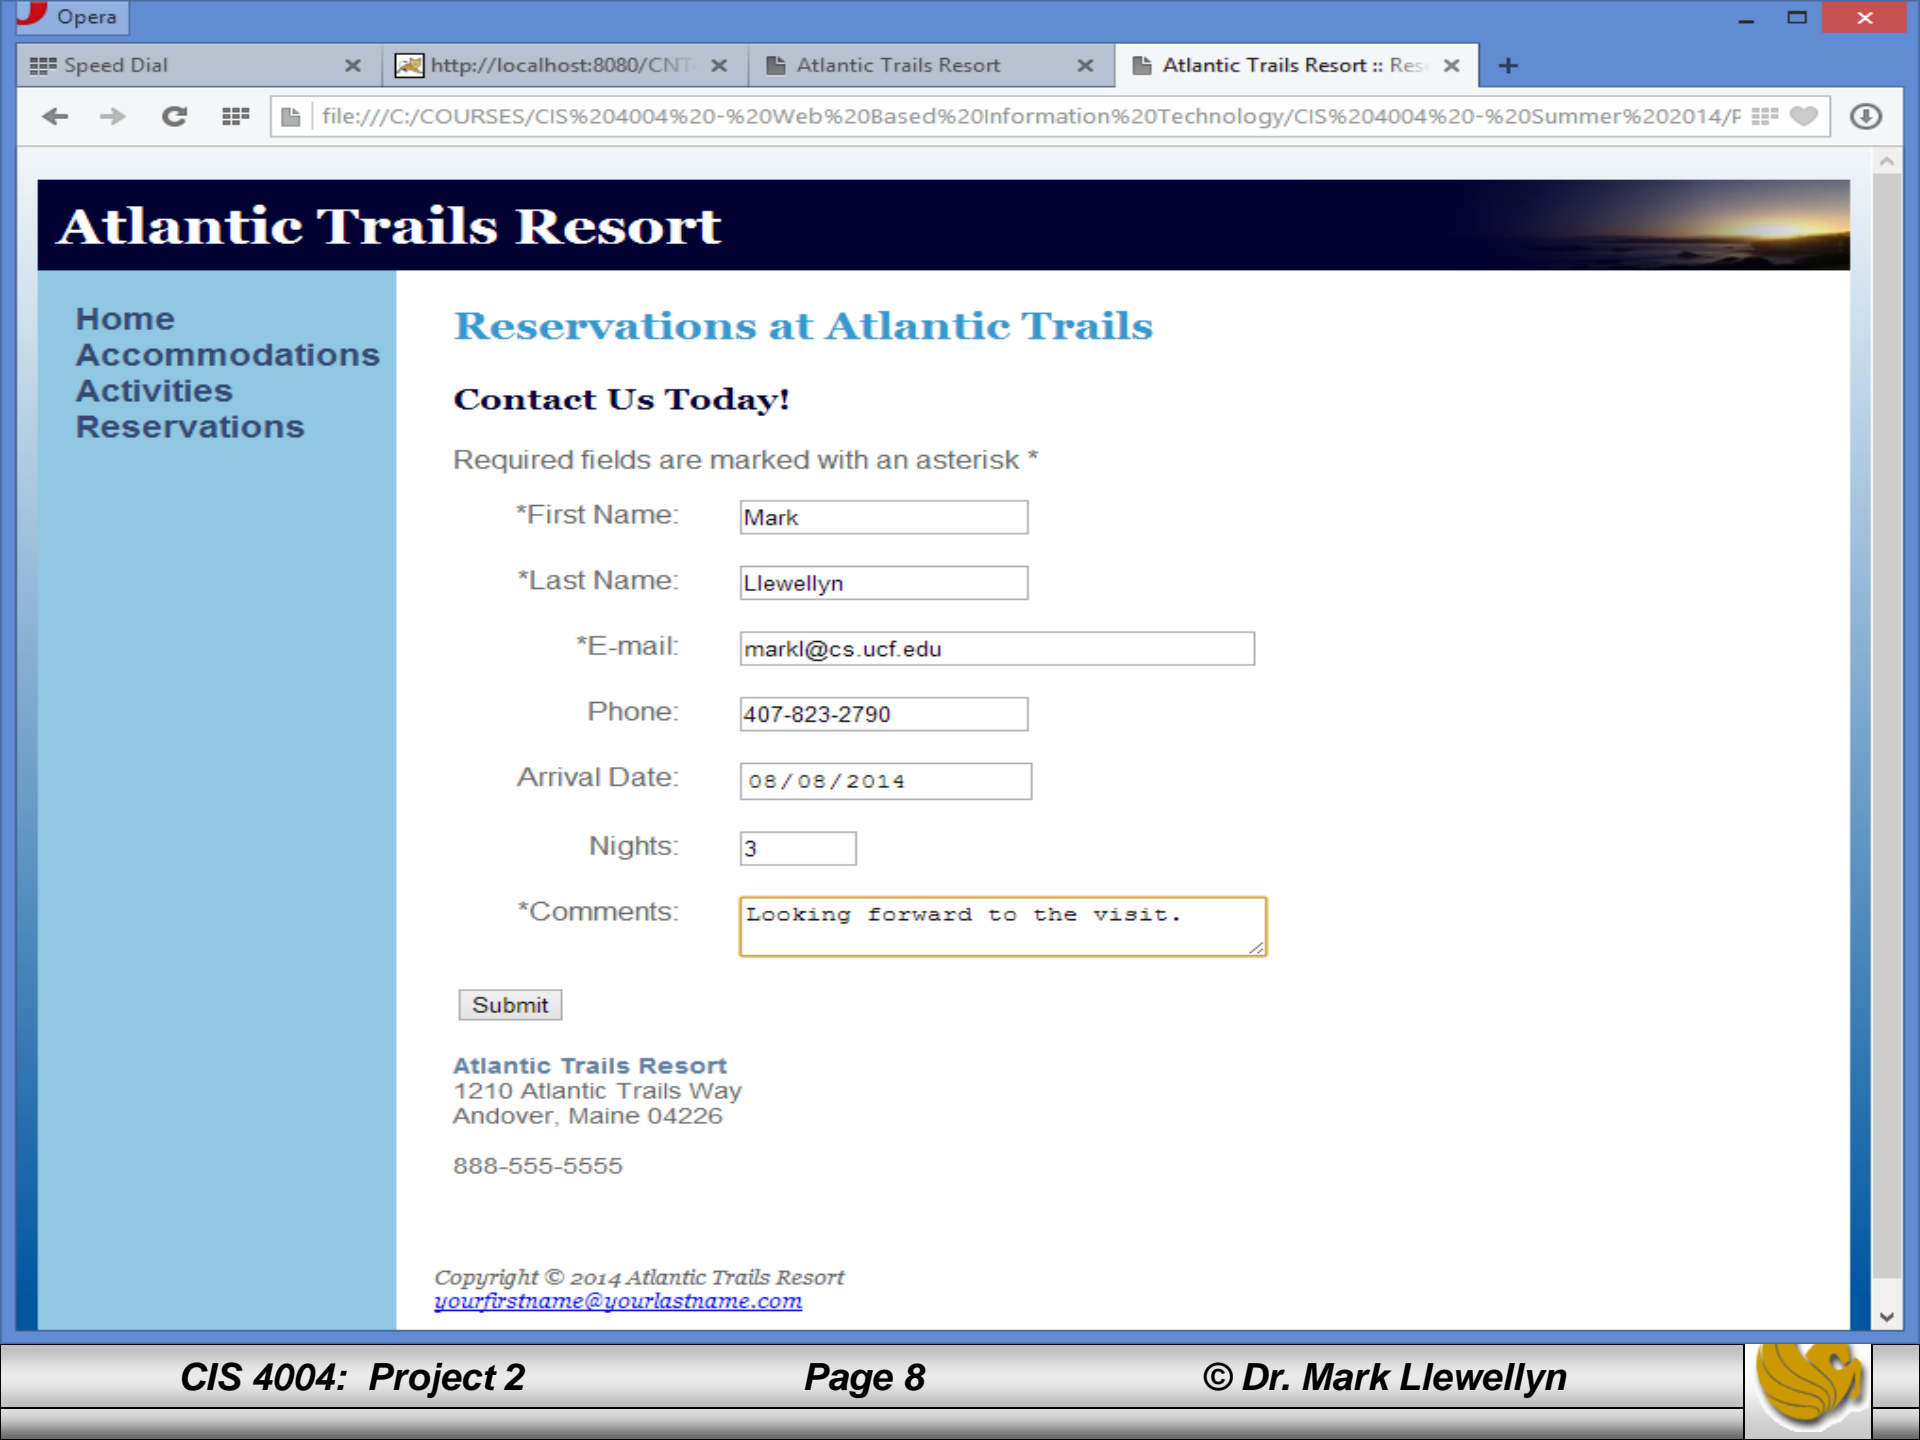 Opera
Speed Dial
http://localhost:8080/CNT
Atlantic Trails Resort
Atlantic Trails Resort :: Res
file:///C:/COURSES/CIS%204004%20-%20Web%20Based%20Information%20Technology/CIS%204004%20-%20Summer%202014/P
Atlantic Trails Resort
Home
Accommodations
Activities
Reservations
Reservations at Atlantic Trails
Contact Us Today!
Required fields are marked with an asterisk *
*First Name: Mark
*Last Name: Llewellyn
*E-mail: markl@cs.ucf.edu
Phone: 407-823-2790
Arrival Date: 08/08/2014
Nights: 3
*Comments: Looking forward to the visit.
Submit
Atlantic Trails Resort
1210 Atlantic Trails Way
Andover, Maine 04226
888-555-5555
Copyright © 2014 Atlantic Trails Resort
yourfirstname@yourlastname.com
CIS 4004: Project 2
Page 8
© Dr. Mark Llewellyn